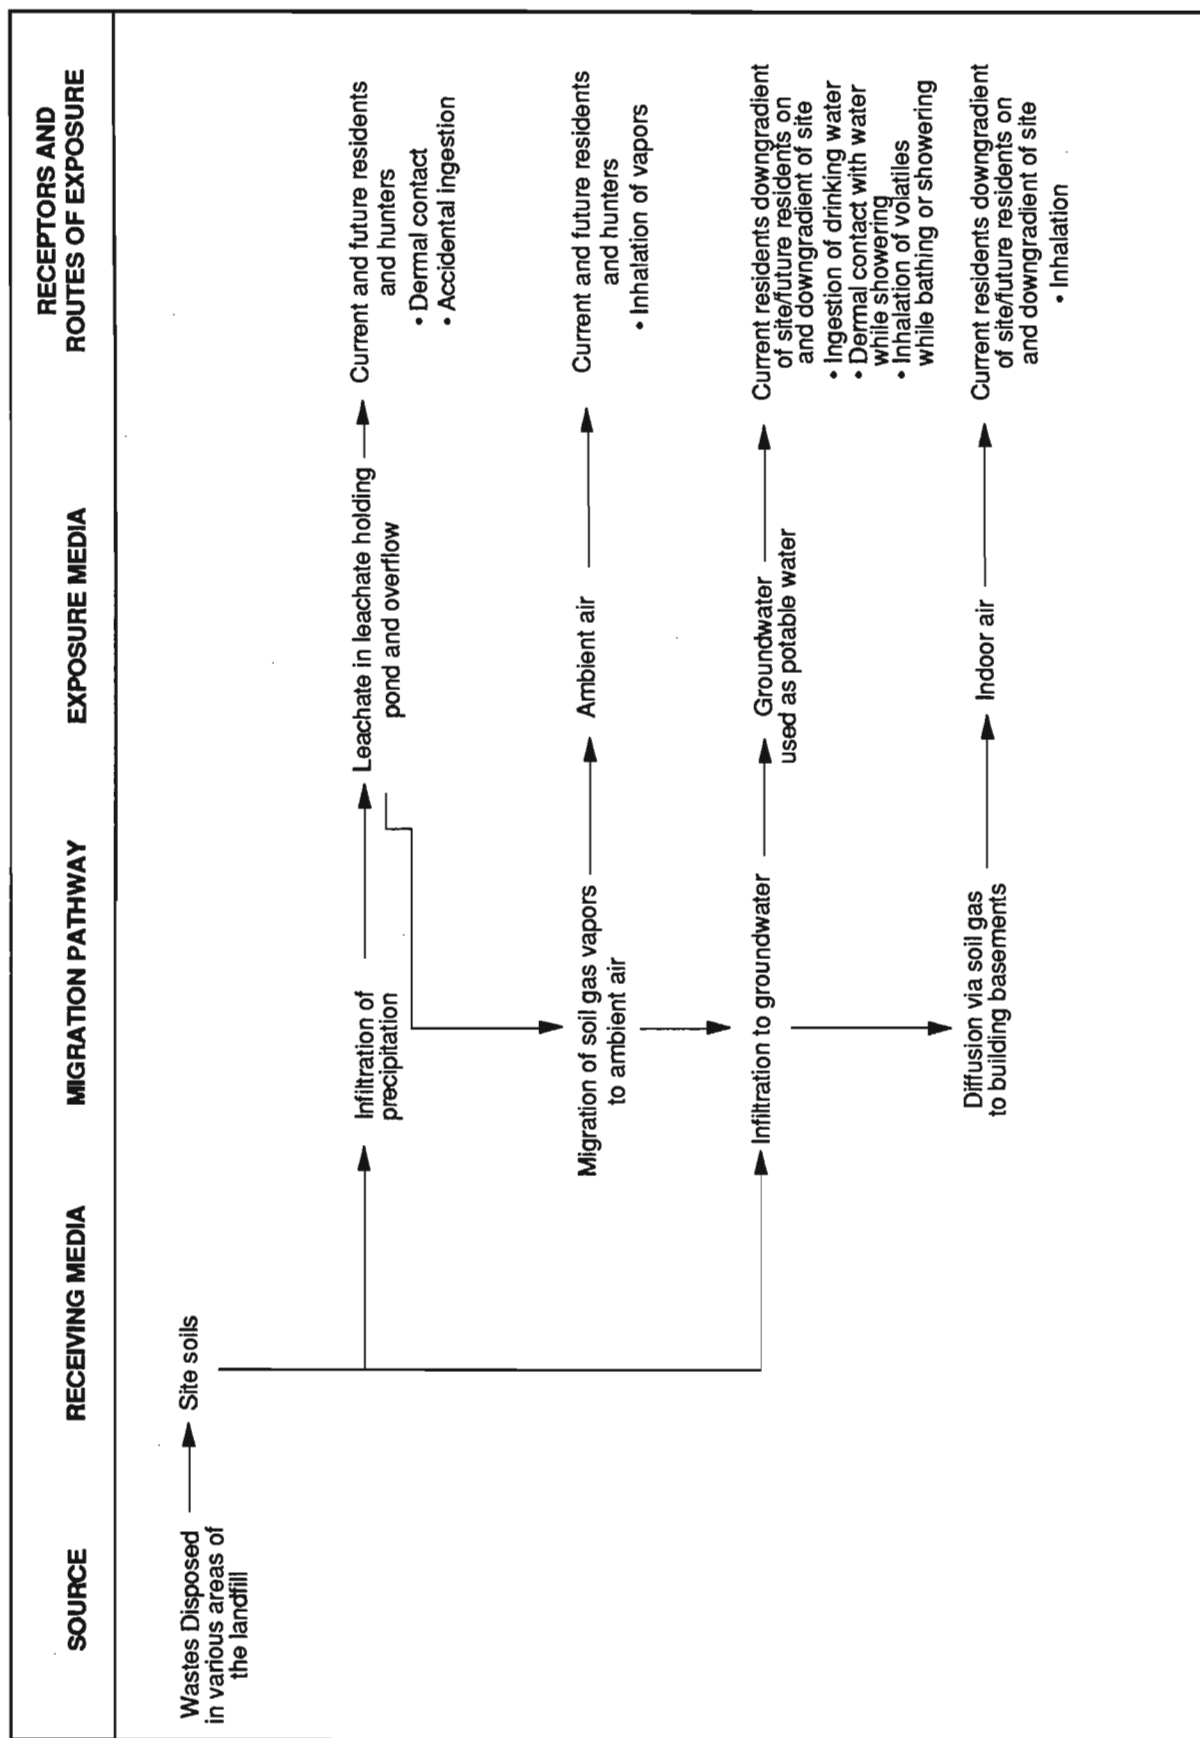 SOURCE
RECEIVING MEDIA
MIGRATION PATHWAY
EXPOSURE MEDIA
RECEPTORS AND
ROUTES OF EXPOSURE
Wastes Disposed
in various areas of
the landfill
Site soils
Infiltration of
precipitation
Leachate in leachate holding
pond and overflow
Current and future residents
and hunters
• Dermal contact
• Accidental ingestion
Migration of soil gas vapors
to ambient air
Ambient air
Current and future residents
and hunters
• Inhalation of vapors
Infiltration to groundwater
Groundwater
used as potable water
Current residents downgradient
of site/future residents on
and downgradient of site
• Ingestion of drinking water
• Dermal contact with water
while showering
• Inhalation of volatiles
while bathing or showering
Diffusion via soil gas
to building basements
Indoor air
Current residents downgradient
of site/future residents on
and downgradient of site
• Inhalation